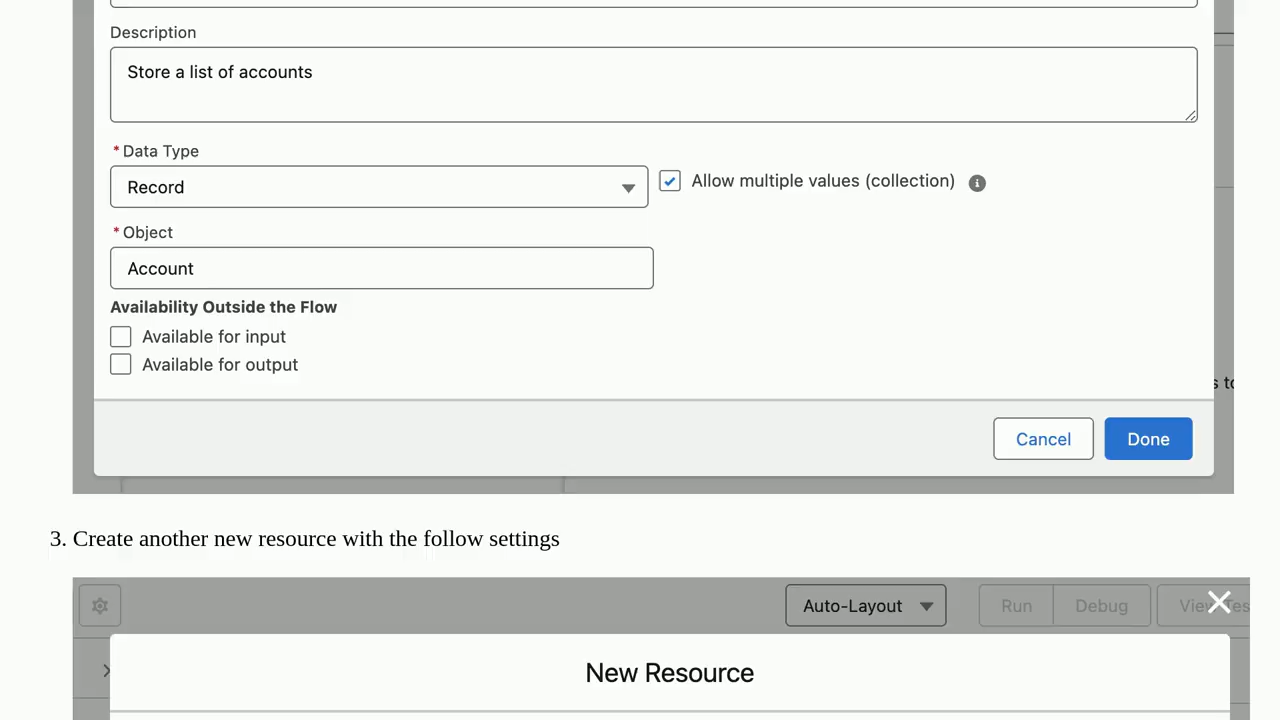 Description
Store a list of accounts
* Data Type
Record
Allow multiple values (collection)
* Object
Account
Availability Outside the Flow
Available for input
Available for output
s to
Cancel
Done
3. Create another new resource with the follow settings
Auto-Layout
Run
Debug
New Resource